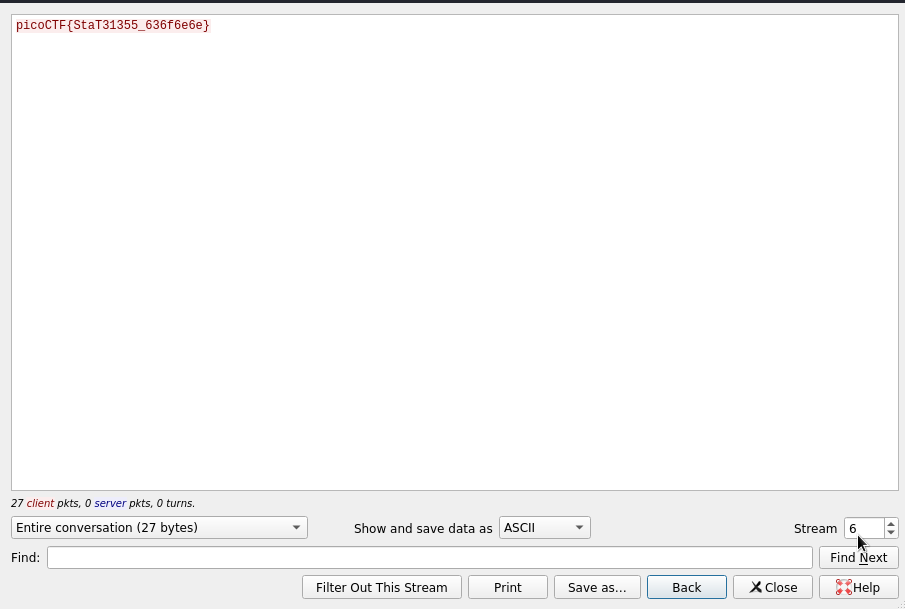 picoCTF{StaT31355_636f6e6e}
27 client pkts, 0 server pkts, 0 turns.
Entire conversation (27 bytes)
Show and save data as
ASCII
Stream
6
Find:
Find Next
Filter Out This Stream
Print
Save as...
Back
Close
Help